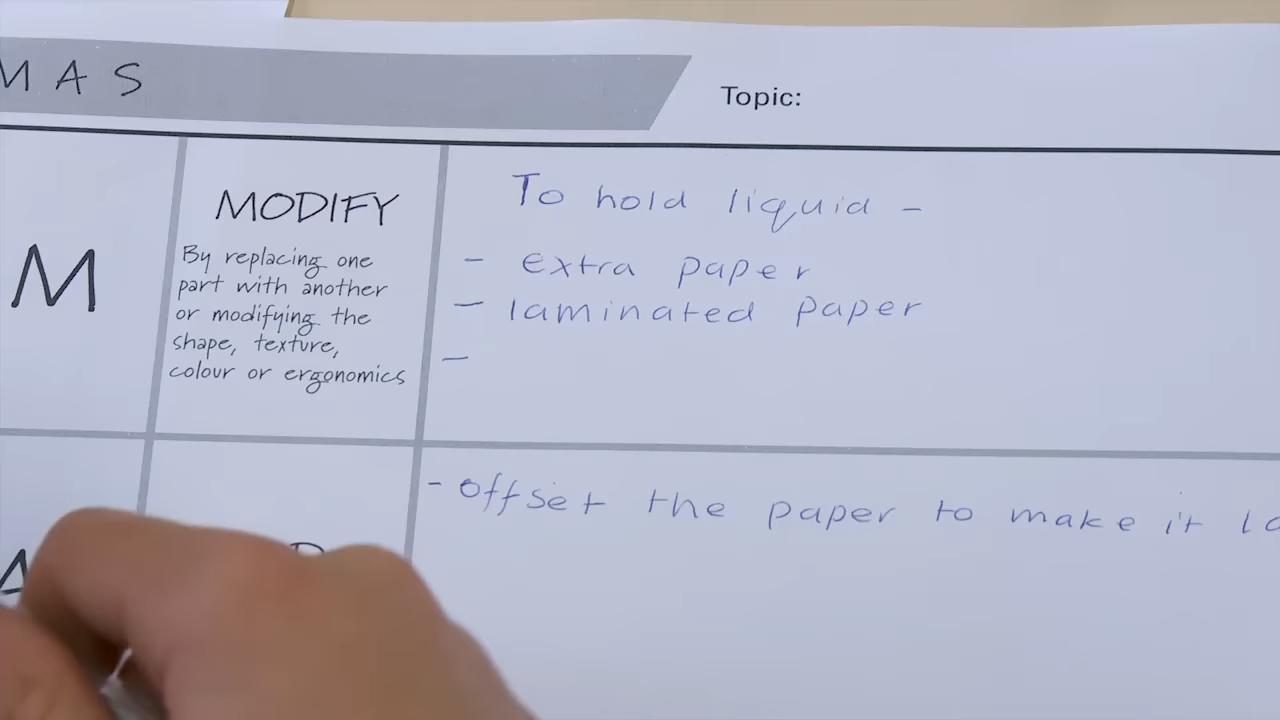 MAS
Topic:
M
MODIFY
By replacing one
part with another
or modifying the
shape, texture,
colour or ergonomics
To hold liquid -
- extra paper
- laminated paper
-
- offset the paper to make it